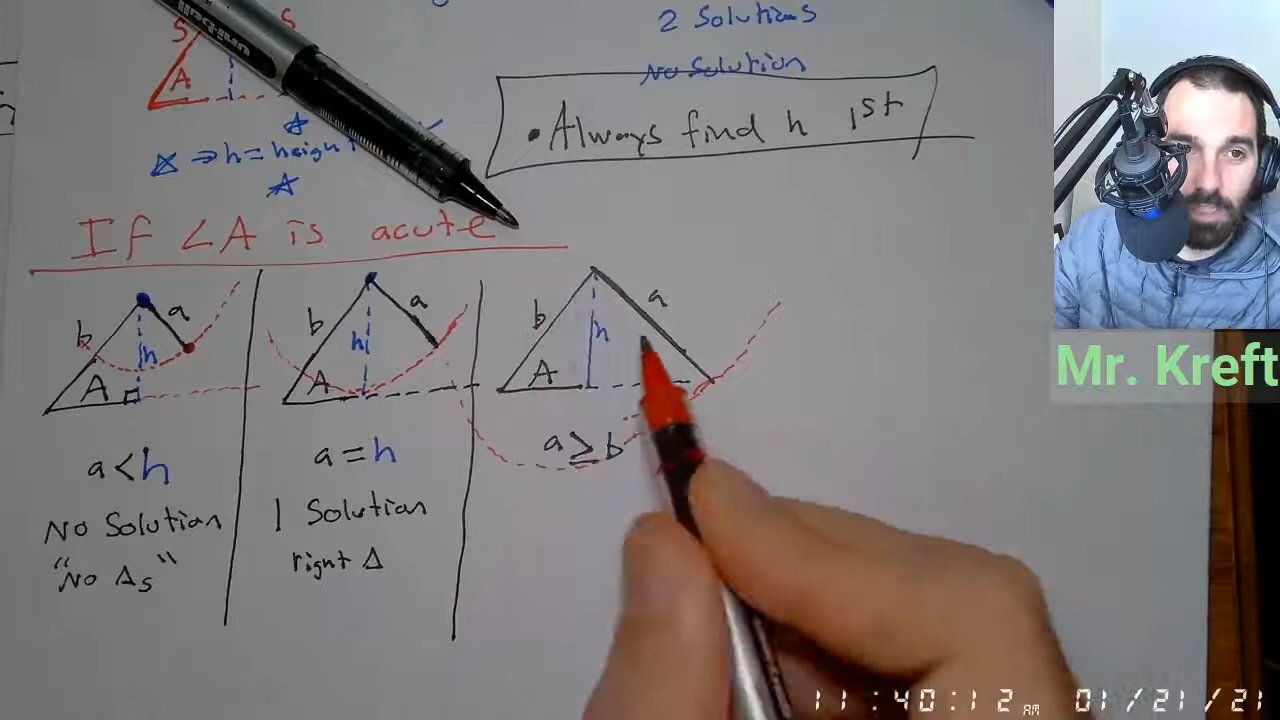 S S
A
2 Solutions
No Solution
• Always find h 1st
⇒ h = heigh
If ∠A is acute
b a h A
b a h A
b a h A
a < h
a = h
a ≥ b
No Solution
1 Solution
"No Δs"
right Δ
Mr. Kreft
11:40:12 AM 01/21/21